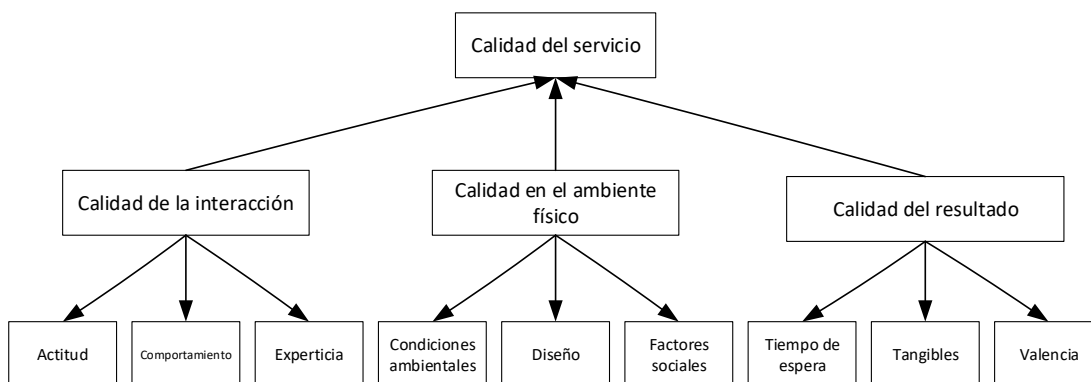 Calidad del servicio
Calidad de la interacción
Calidad en el ambiente
físico
Calidad del resultado
Actitud
Comportamiento
Experticia
Condiciones
ambientales
Diseño
Factores
sociales
Tiempo de
espera
Tangibles
Valencia